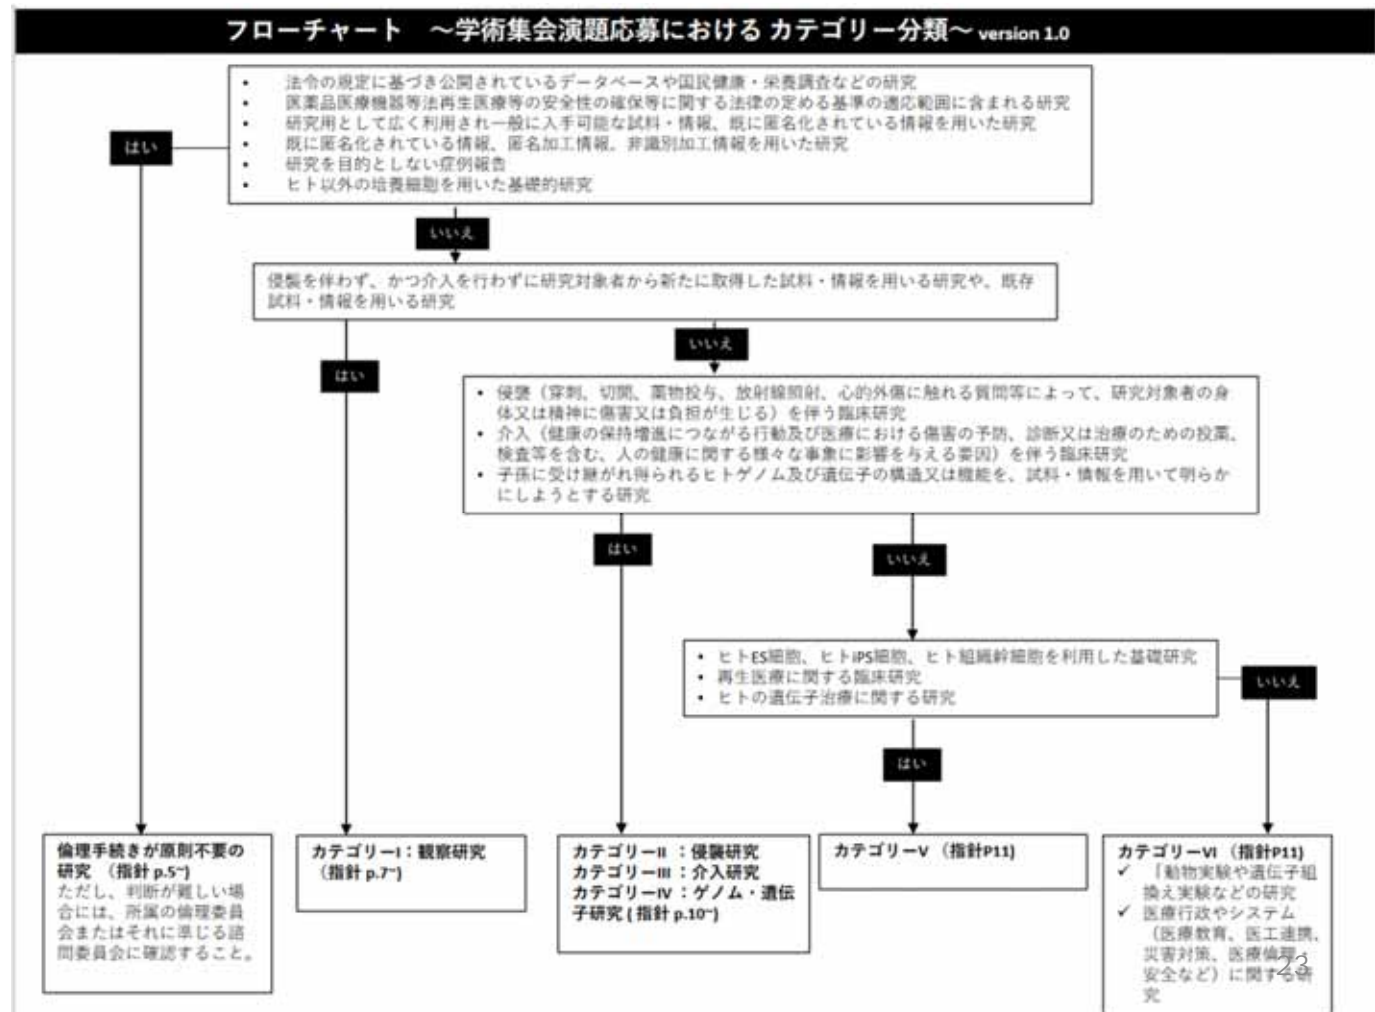 フローチャート　～学術集会演題応募における カテゴリー分類～ version 1.0
• 法令の規定に基づき公開されているデータベースや国民健康・栄養調査などの研究
• 医薬品医療機器等法再生医療等の安全性の確保等に関する法律の定める基準の適応範囲に含まれる研究
• 研究用として広く利用され一般に入手可能な試料・情報、既に匿名化されている情報を用いた研究
• 既に匿名化されている情報、匿名加工情報、非識別加工情報を用いた研究
• 研究を目的としない症例報告
• ヒト以外の培養細胞を用いた基礎的研究
はい
いいえ
侵襲を伴わず、かつ介入を行わずに研究対象者から新たに取得した試料・情報を用いる研究や、既存
試料・情報を用いる研究
はい
いいえ
• 侵襲（穿刺、切開、薬物投与、放射線照射、心的外傷に触れる質問等によって、研究対象者の身
体又は精神に傷害又は負担が生じる）を伴う臨床研究
• 介入（健康の保持増進につながる行動及び医療における傷害の予防、診断又は治療のための投薬、
検査等を含む、人の健康に関する様々な事象に影響を与える要因）を伴う臨床研究
• 子孫に受け継がれ得られるヒトゲノム及び遺伝子の構造又は機能を、試料・情報を用いて明らか
にしようとする研究
はい
いいえ
• ヒトES細胞、ヒトiPS細胞、ヒト組織幹細胞を利用した基礎研究
• 再生医療に関する臨床研究
• ヒトの遺伝子治療に関する研究
いいえ
はい
倫理手続きが原則不要の
研究 （指針 p.5~)
ただし、判断が難しい場
合には、所属の倫理委員
会またはそれに準じる諮
問委員会に確認すること。
カテゴリーI：観察研究
（指針 p.7~)
カテゴリーII ：侵襲研究
カテゴリーIII ：介入研究
カテゴリーIV ：ゲノム・遺伝
子研究 ( 指針 p.10~)
カテゴリーV （指針P11)
カテゴリーVI （指針P11)
✓ 「動物実験や遺伝子組
換え実験などの研究
✓ 医療行政やシステム
（医療教育、医工連携、
災害対策、医療倫理・
安全など）に関する研
究
23